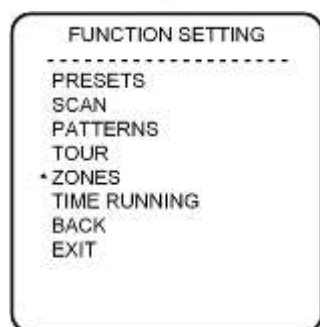 FUNCTION SETTING
- - - - - - - - - - - - - - - - - - - -
PRESETS
SCAN
PATTERNS
TOUR
•ZONES
TIME RUNNING
BACK
EXIT